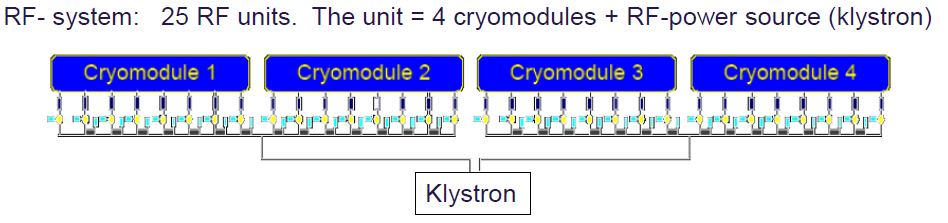 RF- system: 25 RF units. The unit = 4 cryomodules + RF-power source (klystron)
Cryomodule 1 Cryomodule 2 Cryomodule 3 Cryomodule 4
Klystron